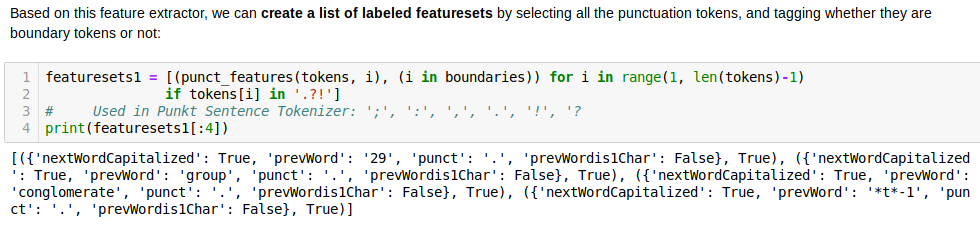 Based on this feature extractor, we can create a list of labeled featuresets by selecting all the punctuation tokens, and tagging whether they are
boundary tokens or not:
1 featuresets1 = [(punct_features(tokens, i), (i in boundaries)) for i in range(1, len(tokens)-1)
2                if tokens[i] in '.?!']
3 #     Used in Punkt Sentence Tokenizer: ';', ':', ',', '.', '!', '?
4 print(featuresets1[:4])
[({'nextWordCapitalized': True, 'prevWord': '29', 'punct': '.', 'prevWordis1Char': False}, True), ({'nextWordCapitalized
': True, 'prevWord': 'group', 'punct': '.', 'prevWordis1Char': False}, True), ({'nextWordCapitalized': True, 'prevWord':
'conglomerate', 'punct': '.', 'prevWordis1Char': False}, True), ({'nextWordCapitalized': True, 'prevWord': '*t*-1', 'pun
ct': '.', 'prevWordis1Char': False}, True)]